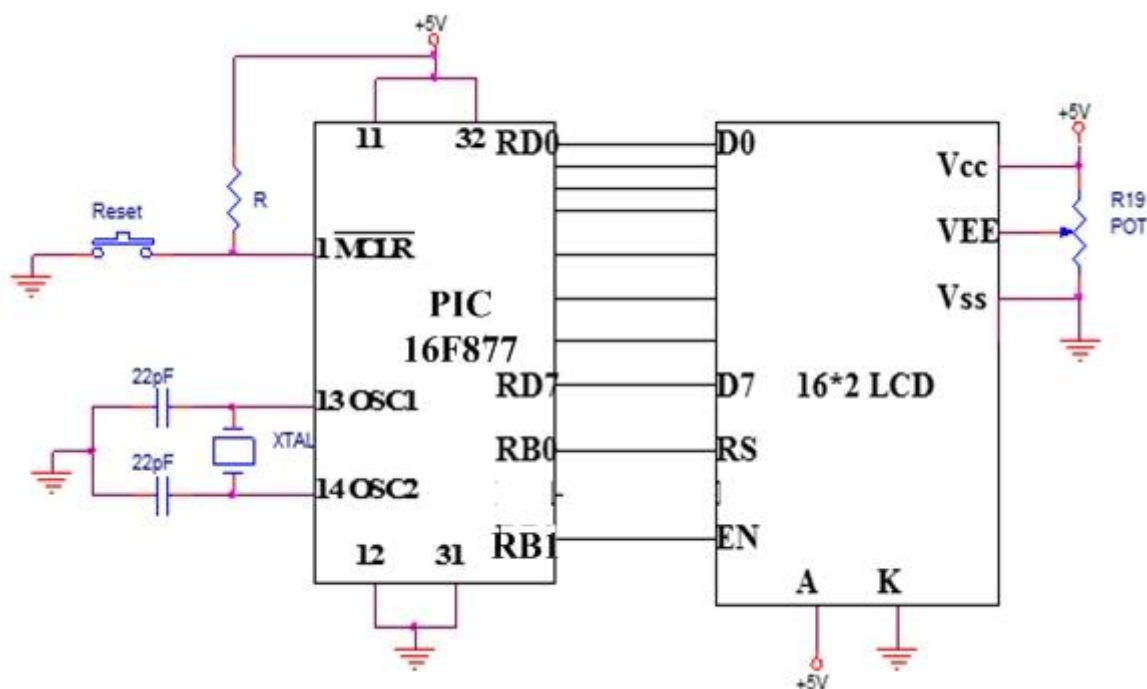 +5V
11 32 RD0 D0
+5V
Vcc
R
Reset
R19
POT
VEE
1 MCLR
Vss
PIC
16F877
22pF
RD7 D7 16*2 LCD
13 OSC1
XTAL
RB0 RS
22pF
14 OSC2
RB1 EN
12 31
A K
+5V